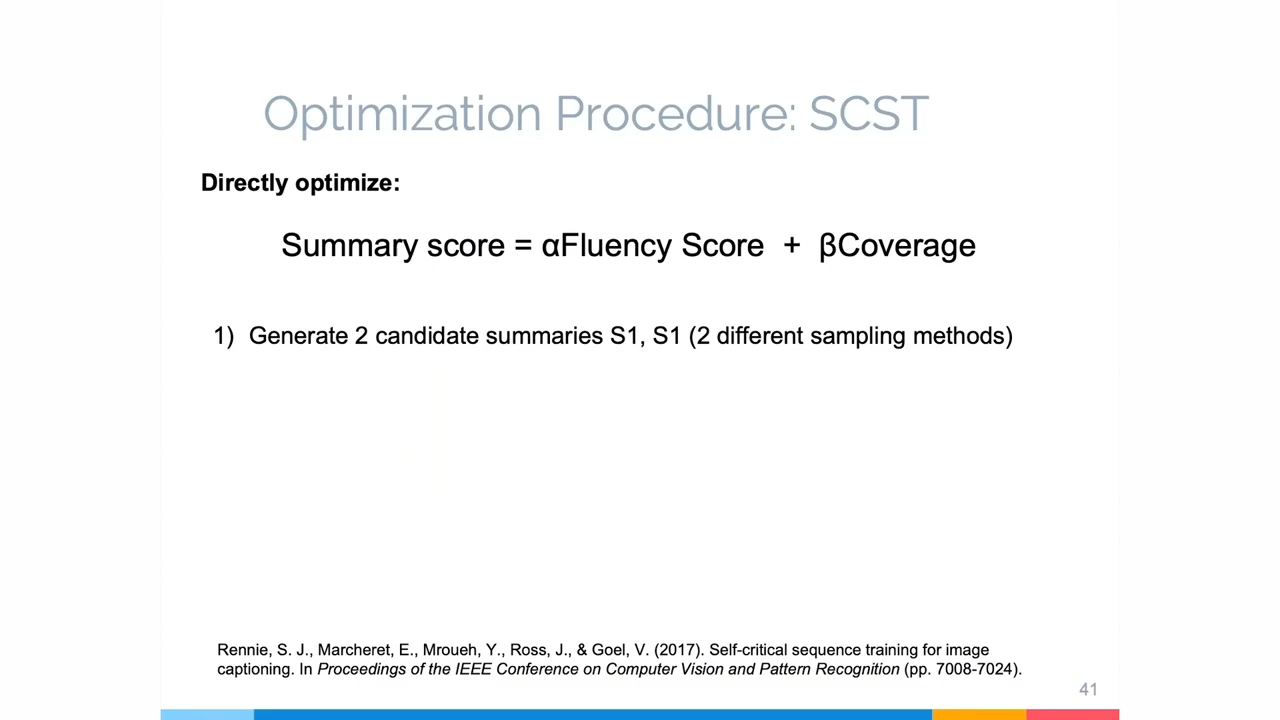 Optimization Procedure: SCST
Directly optimize:
Summary score = αFluency Score + βCoverage
1) Generate 2 candidate summaries S1, S1 (2 different sampling methods)
Rennie, S. J., Marcheret, E., Mroueh, Y., Ross, J., & Goel, V. (2017). Self-critical sequence training for image
captioning. In Proceedings of the IEEE Conference on Computer Vision and Pattern Recognition (pp. 7008-7024).
41